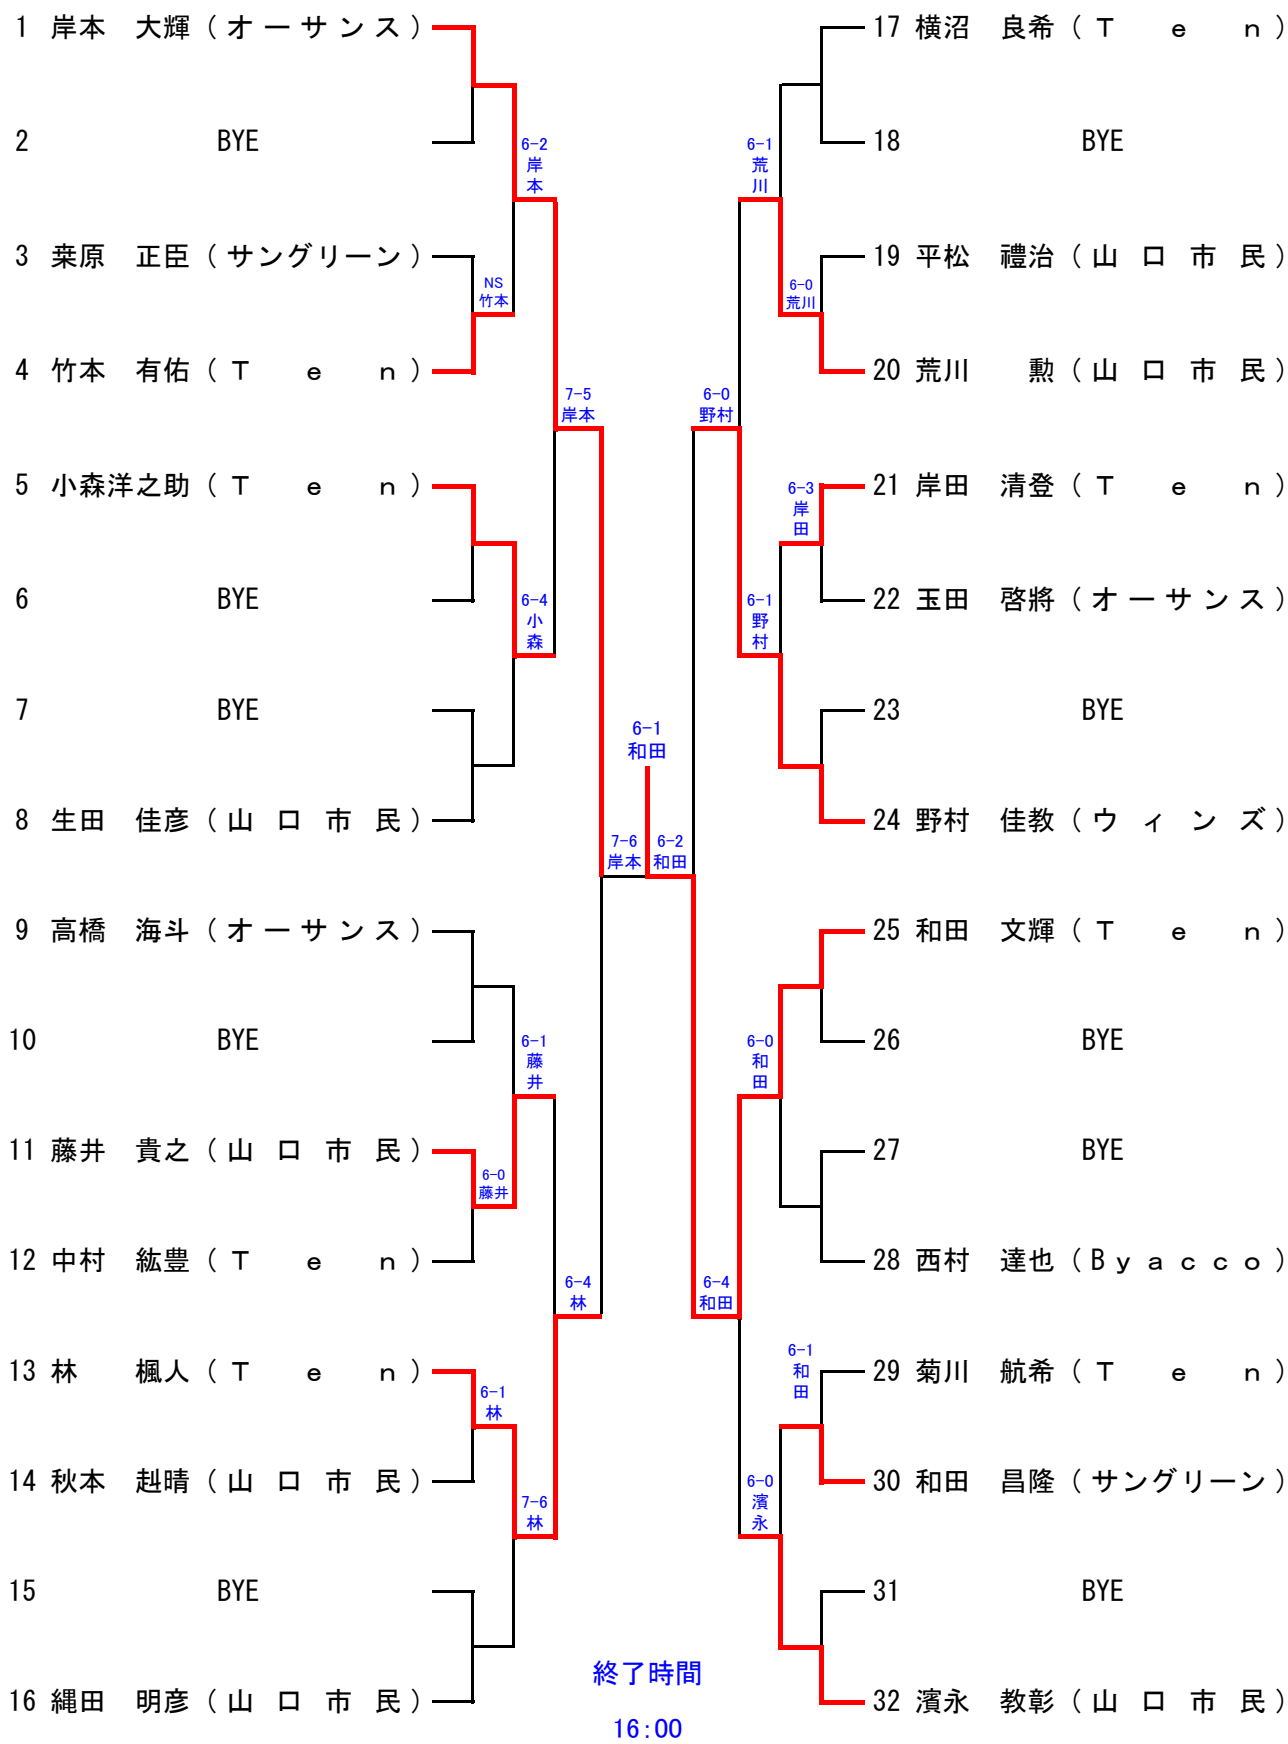 1 岸本 大輝(オーサンス)
2 BYE
3 桒原 正臣(サングリーン)
4 竹本 有佑(Ten)
5 小森洋之助(Ten)
6 BYE
7 BYE
8 生田 佳彦(山口市民)
9 高橋 海斗(オーサンス)
10 BYE
11 藤井 貴之(山口市民)
12 中村 紘豊(Ten)
13 林 楓人(Ten)
14 秋本 赳晴(山口市民)
15 BYE
16 縄田 明彦(山口市民)
6-2
岸本
NS
竹本
7-5
岸本
6-4
小森
6-1
藤井
6-0
藤井
6-4
林
6-1
林
7-6
林
7-6
岸本
6-1
和田
6-2
和田
6-0
野村
6-1
荒川
6-0
荒川
6-3
岸田
6-1
野村
6-0
和田
6-4
和田
6-1
和田
6-0
濱永
17 横沼 良希(Ten)
18 BYE
19 平松 禮治(山口市民)
20 荒川 勲(山口市民)
21 岸田 清登(Ten)
22 玉田 啓將(オーサンス)
23 BYE
24 野村 佳教(ウィンズ)
25 和田 文輝(Ten)
26 BYE
27 BYE
28 西村 達也(Byacco)
29 菊川 航希(Ten)
30 和田 昌隆(サングリーン)
31 BYE
32 濱永 教彰(山口市民)
終了時間
16:00